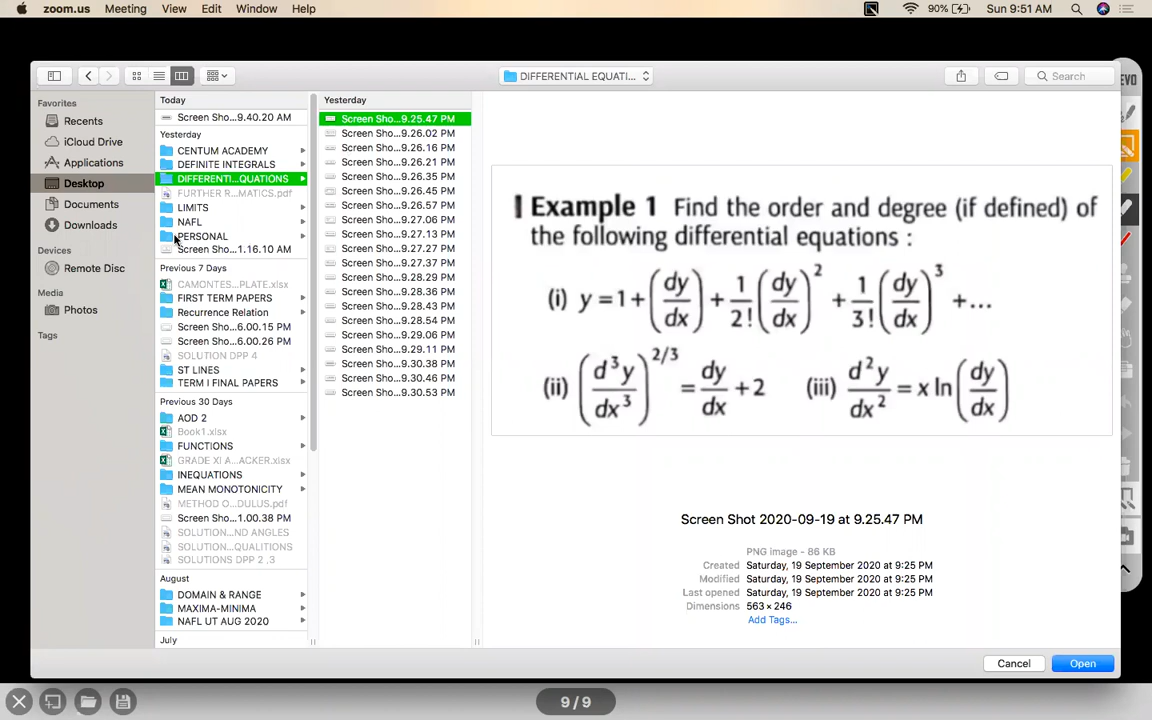 zoom.us Meeting View Edit Window Help
90% Sun 9:51 AM
DIFFERENTIAL EQUATI...
Search
Favorites
Recents
iCloud Drive
Applications
Desktop
Documents
Downloads
Devices
Remote Disc
Media
Photos
Tags
Today
Screen Sho...9.40.20 AM
Yesterday
CENTUM ACADEMY
DEFINITE INTEGRALS
DIFFERENTI...QUATIONS
FURTHER R...MATICS.pdf
LIMITS
NAFL
PERSONAL
Screen Sho...1.16.10 AM
Previous 7 Days
CAMONTES...PLATE.xlsx
FIRST TERM PAPERS
Recurrence Relation
Screen Sho...6.00.15 PM
Screen Sho...6.00.26 PM
SOLUTION DPP 4
ST LINES
TERM I FINAL PAPERS
Previous 30 Days
AOD 2
Book1.xlsx
FUNCTIONS
GRADE XI A...ACKER.xlsx
INEQUATIONS
MEAN MONOTONICITY
METHOD O...DULUS.pdf
Screen Sho...1.00.38 PM
SOLUTION...ND ANGLES
SOLUTION...QUALITIONS
SOLUTIONS DPP 2 ,3
August
DOMAIN & RANGE
MAXIMA-MINIMA
NAFL UT AUG 2020
July
Yesterday
Screen Sho...9.25.47 PM
Screen Sho...9.26.02 PM
Screen Sho...9.26.16 PM
Screen Sho...9.26.21 PM
Screen Sho...9.26.35 PM
Screen Sho...9.26.45 PM
Screen Sho...9.26.57 PM
Screen Sho...9.27.06 PM
Screen Sho...9.27.13 PM
Screen Sho...9.27.27 PM
Screen Sho...9.27.37 PM
Screen Sho...9.28.29 PM
Screen Sho...9.28.36 PM
Screen Sho...9.28.43 PM
Screen Sho...9.28.54 PM
Screen Sho...9.29.06 PM
Screen Sho...9.29.11 PM
Screen Sho...9.30.38 PM
Screen Sho...9.30.46 PM
Screen Sho...9.30.53 PM
Example 1 Find the order and degree (if defined) of
the following differential equations :
(i) y = 1 + (dy/dx) + 1/2! (dy/dx)² + 1/3! (dy/dx)³ + ...
(ii) (d³y/dx³)^2/3 = dy/dx + 2 (iii) d²y/dx² = x ln (dy/dx)
Screen Shot 2020-09-19 at 9.25.47 PM
PNG image - 86 KB
Created Saturday, 19 September 2020 at 9:25 PM
Modified Saturday, 19 September 2020 at 9:25 PM
Last opened Saturday, 19 September 2020 at 9:25 PM
Dimensions 563 × 246
Add Tags...
Cancel Open
EVO
9 / 9